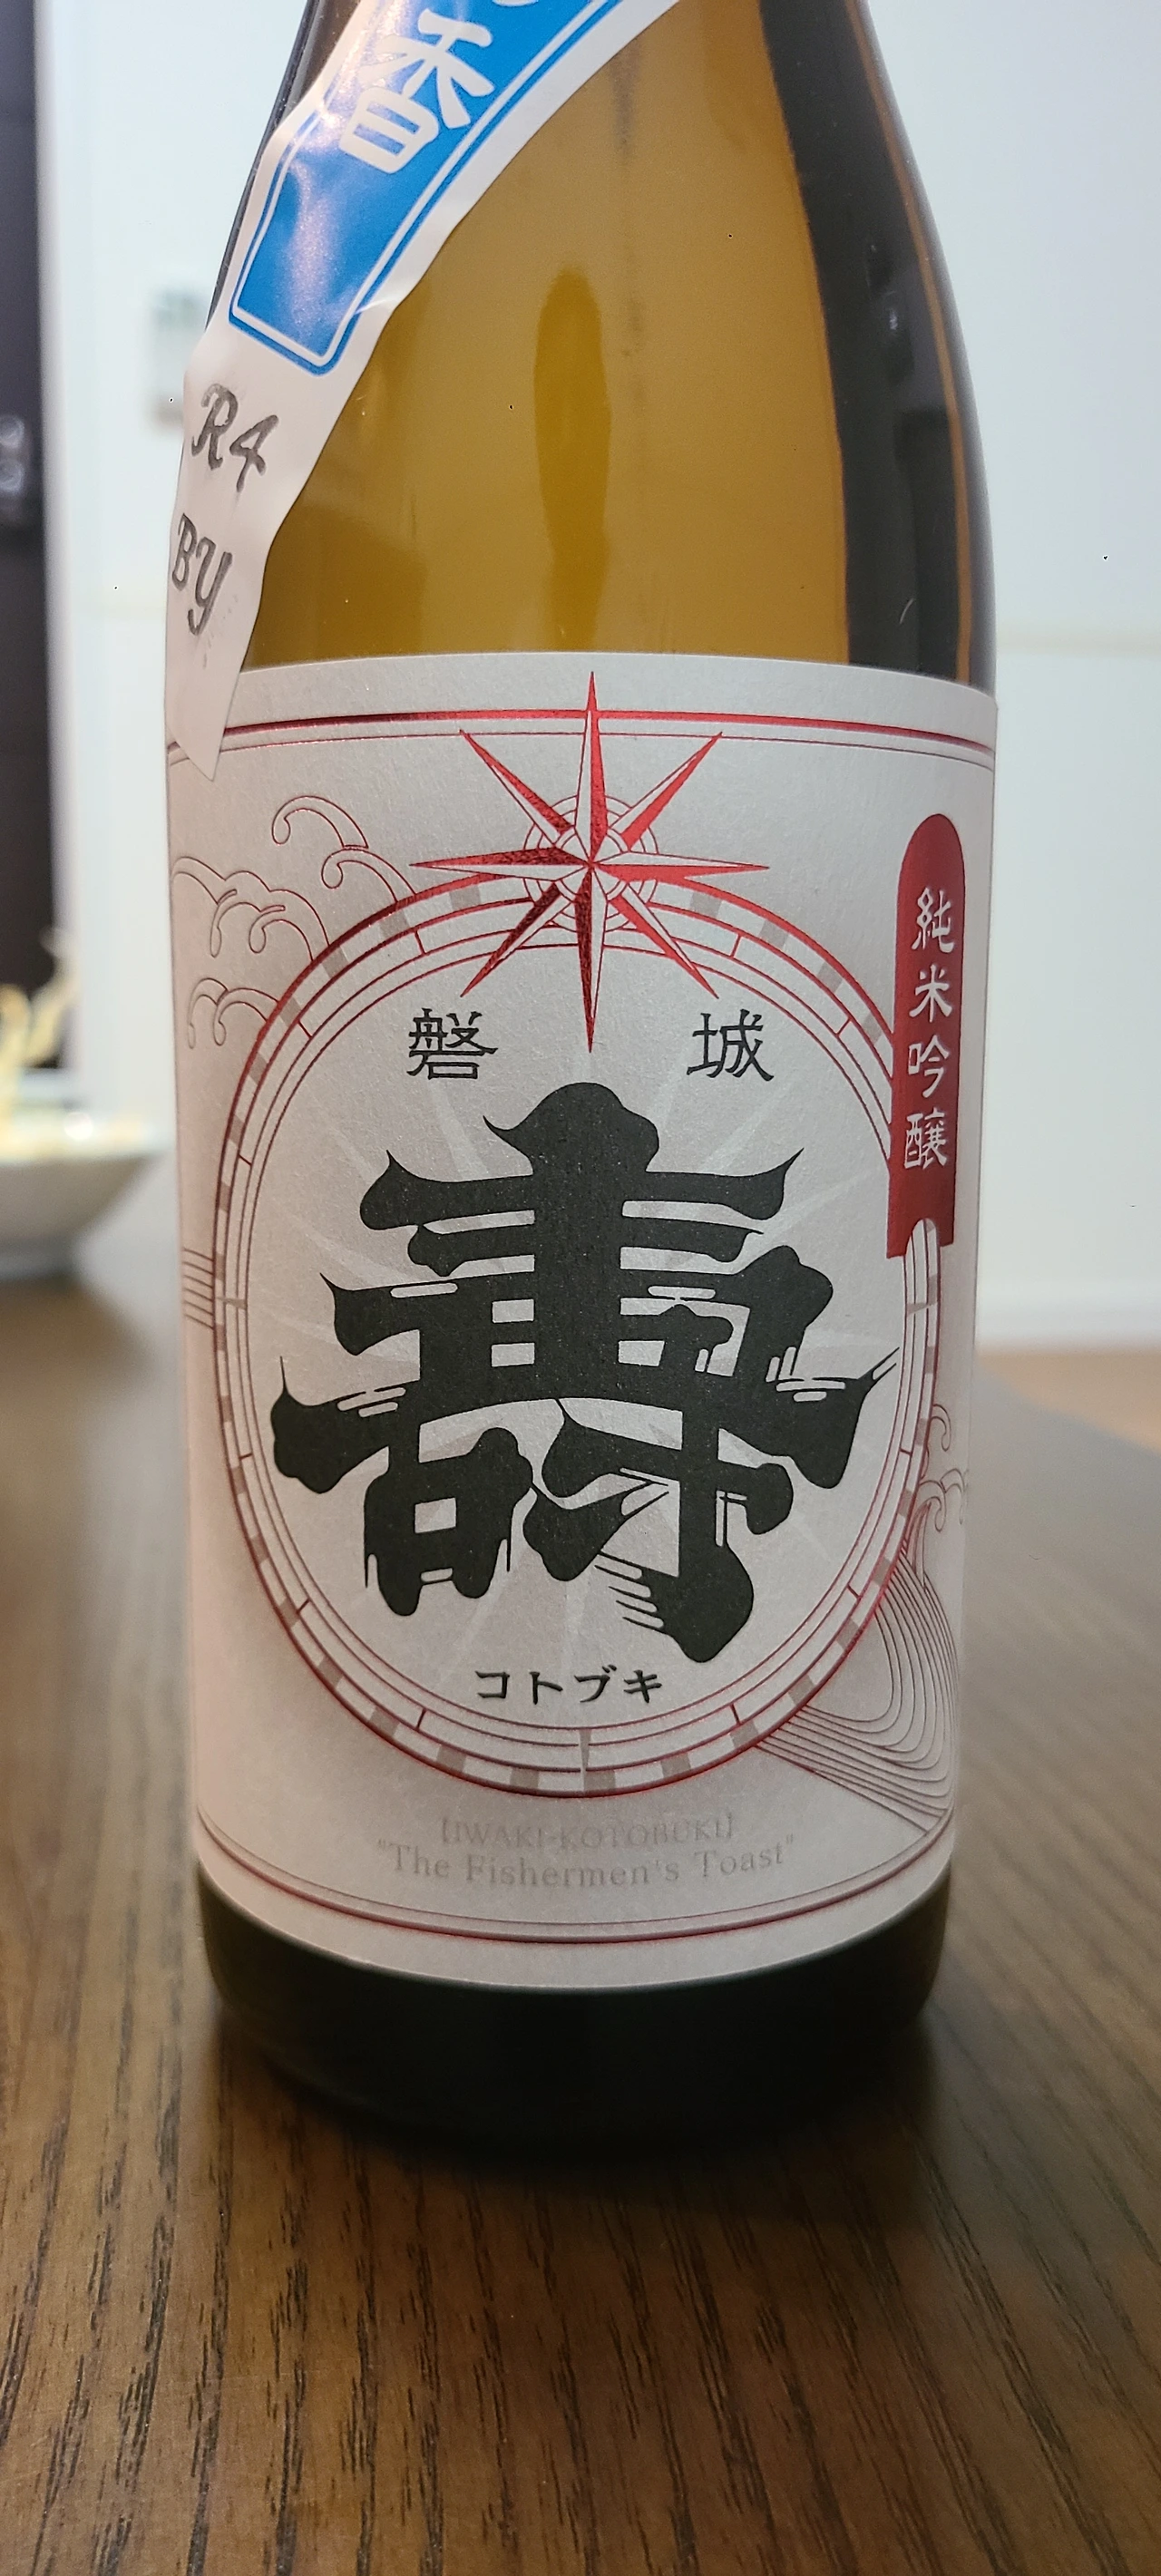 香
R4
BY
純米吟醸
磐城
壽
コトブキ
【IWAKI-KOTOBUKI】
"The Fishermen's Toast"